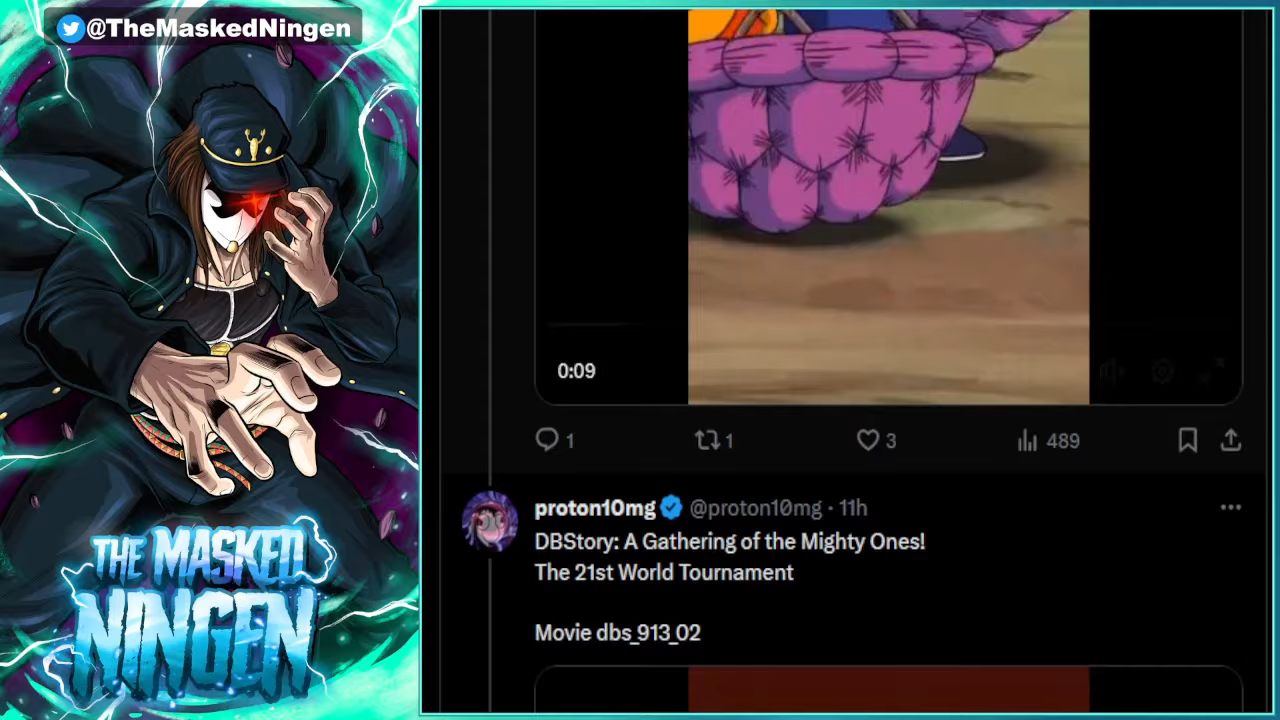 @TheMaskedNingen
THE MASKED
NINGEN
0:09
1
1
3
489
proton10mg @proton10mg · 11h
DBStory: A Gathering of the Mighty Ones!
The 21st World Tournament
Movie dbs_913_02